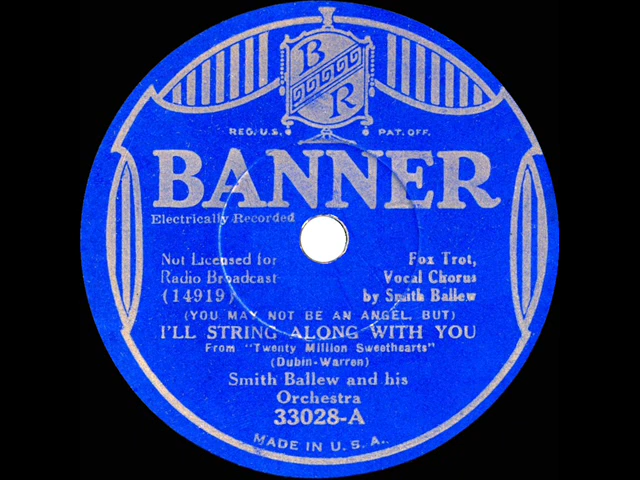 B
R
REG. U.S. PAT. OFF.
BANNER
Electrically Recorded
Not Licensed for
Radio Broadcast
(14919)
Fox Trot,
Vocal Chorus
by Smith Ballew
(YOU MAY NOT BE AN ANGEL, BUT)
I'LL STRING ALONG WITH YOU
From "Twenty Million Sweethearts"
(Dubin-Warren)
Smith Ballew and his
Orchestra
33028-A
MADE IN U.S.A.